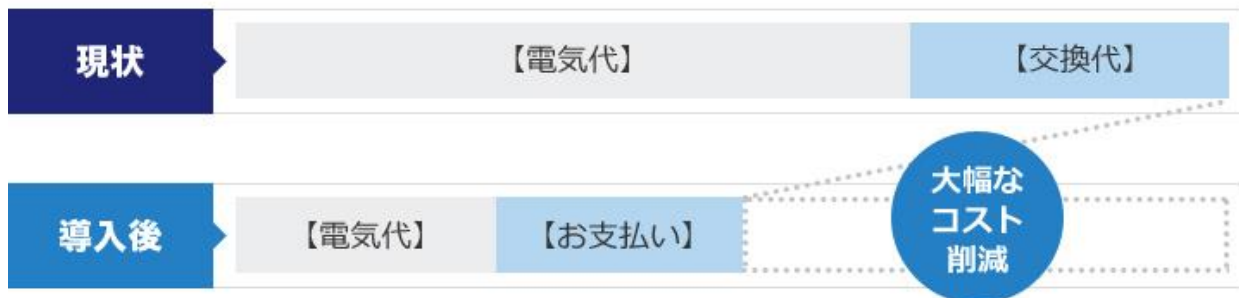 現状
【電気代】
【交換代】
大幅な
コスト
削減
導入後
【電気代】
【お支払い】